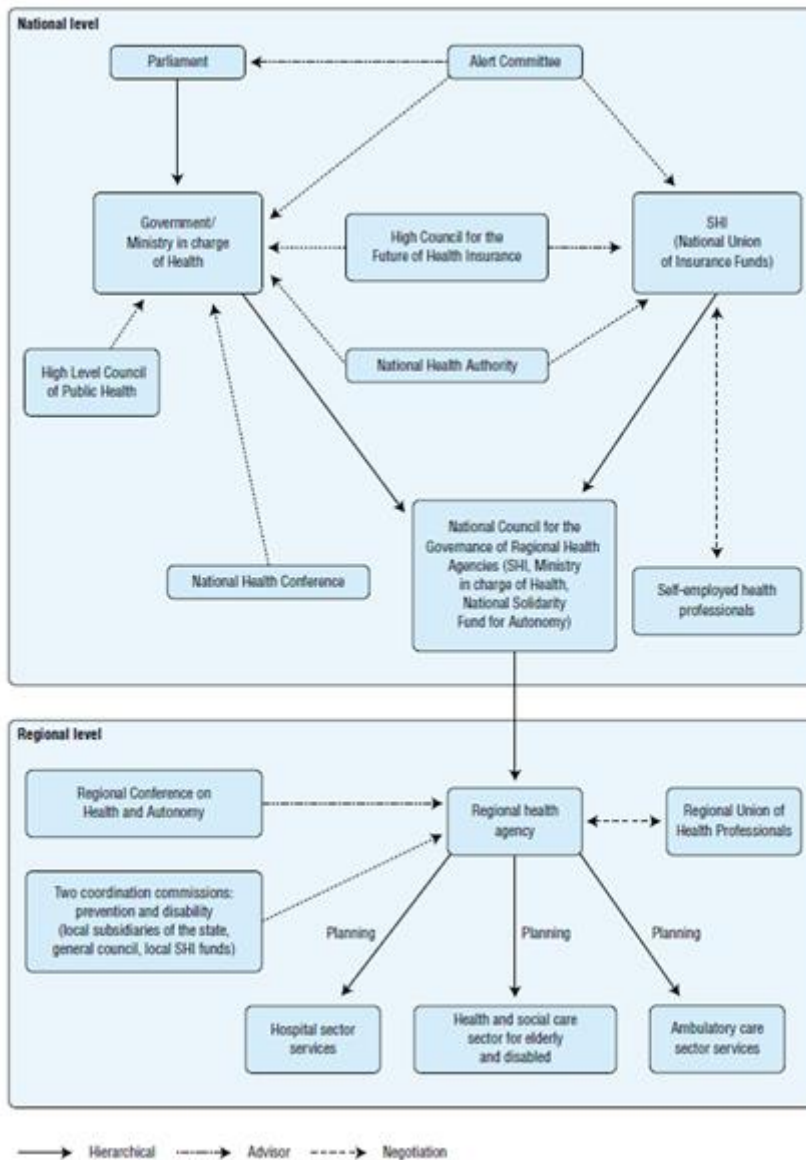 National level
Parliament
Alert Committee
Government/
Ministry in charge
of Health
High Council for the
Future of Health Insurance
SHI
(National Union
of Insurance Funds)
High Level Council
of Public Health
National Health Authority
National Health Conference
National Council for the
Governance of Regional Health
Agencies (SHI, Ministry
in charge of Health,
National Solidarity
Fund for Autonomy)
Self-employed health
professionals
Regional level
Regional Conference on
Health and Autonomy
Regional health
agency
Regional Union of
Health Professionals
Two coordination commissions:
prevention and disability
(local subsidiaries of the state,
general council, local SHI funds)
Planning
Planning
Planning
Hospital sector
services
Health and social care
sector for elderly
and disabled
Ambulatory care
sector services
Hierarchical
Advisor
Negotiation